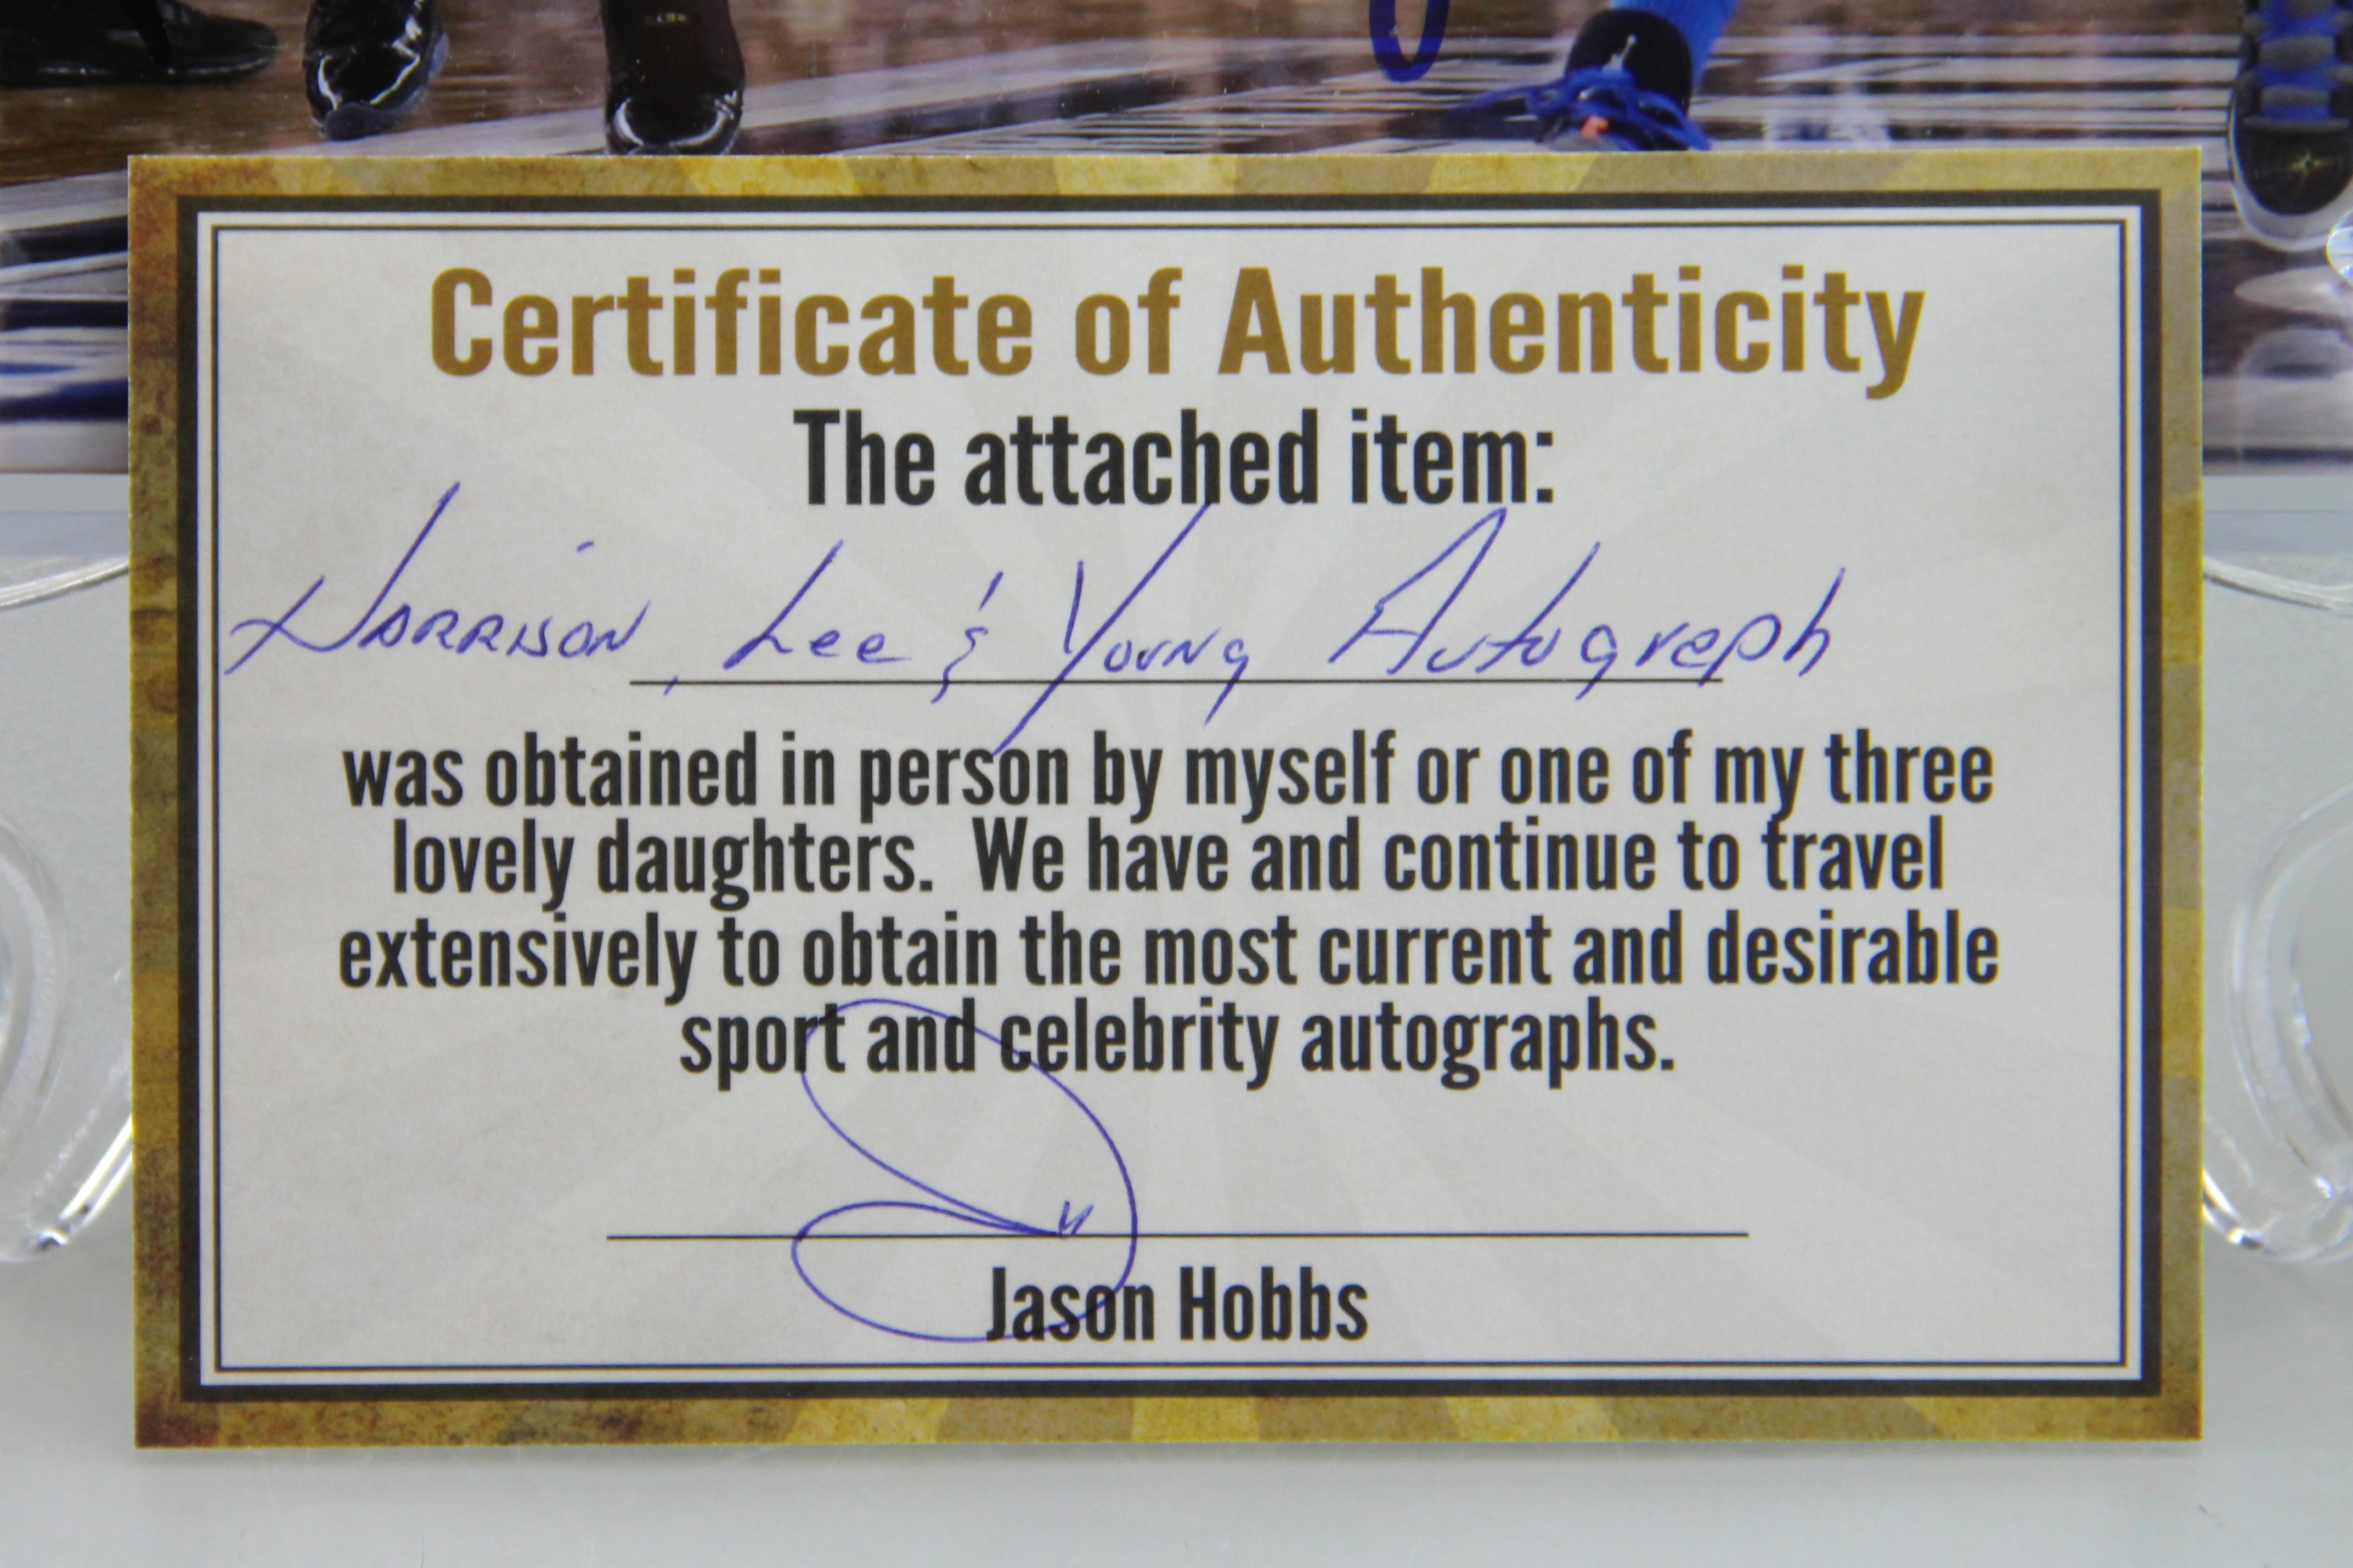 Certificate of Authenticity
The attached item:
Harrison, Lee & Young Autograph
was obtained in person by myself or one of my three
lovely daughters. We have and continue to travel
extensively to obtain the most current and desirable
sport and celebrity autographs.
Jason Hobbs